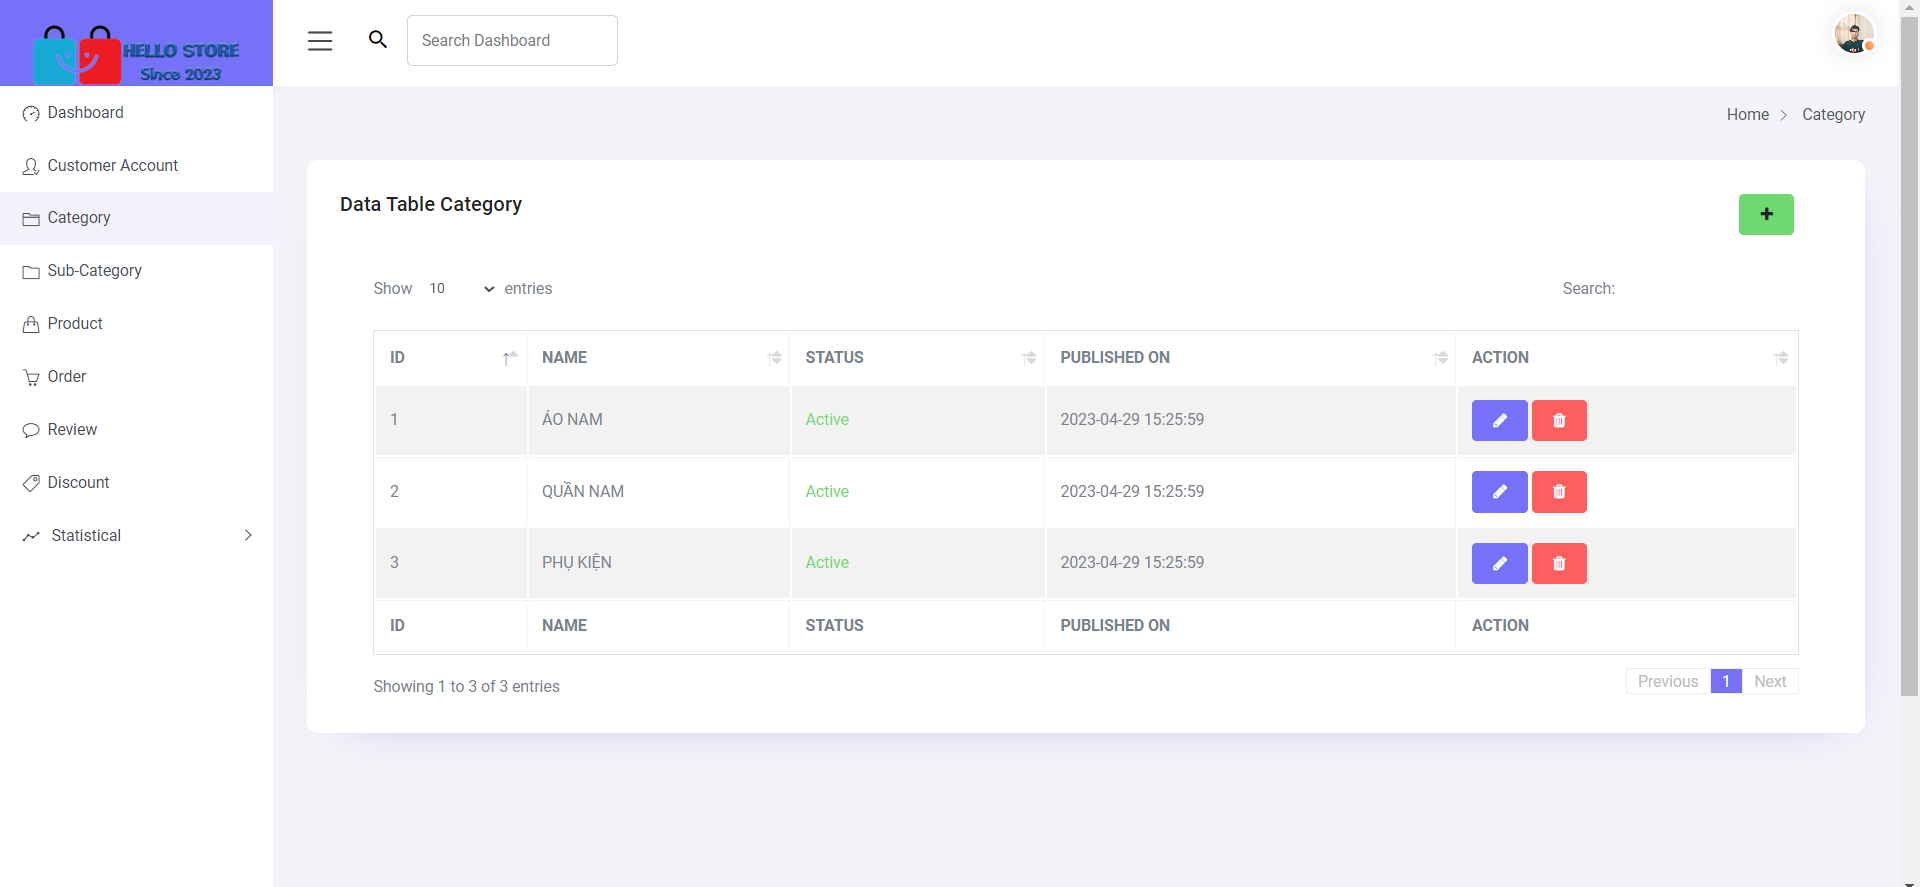 HELLO STORE
Since 2023
Search Dashboard
Dashboard
Customer Account
Category
Sub-Category
Product
Order
Review
Discount
Statistical
Home Category
Data Table Category
Show 10 entries
Search:
ID NAME STATUS PUBLISHED ON ACTION
1 ÁO NAM Active 2023-04-29 15:25:59
2 QUẦN NAM Active 2023-04-29 15:25:59
3 PHỤ KIỆN Active 2023-04-29 15:25:59
ID NAME STATUS PUBLISHED ON ACTION
Showing 1 to 3 of 3 entries
Previous 1 Next